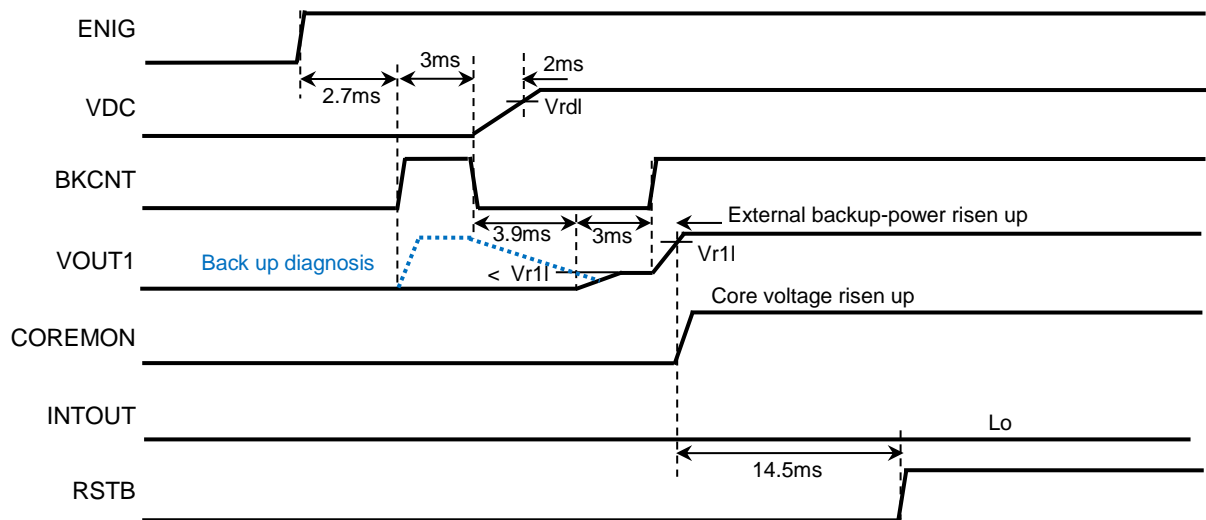 ENIG
3ms
2ms
2.7ms
VDC
Vrdl
BKCNT
3.9ms
3ms
External backup-power risen up
VOUT1
Back up diagnosis
< Vr1l
Vr1l
Core voltage risen up
COREMON
INTOUT
Lo
14.5ms
RSTB